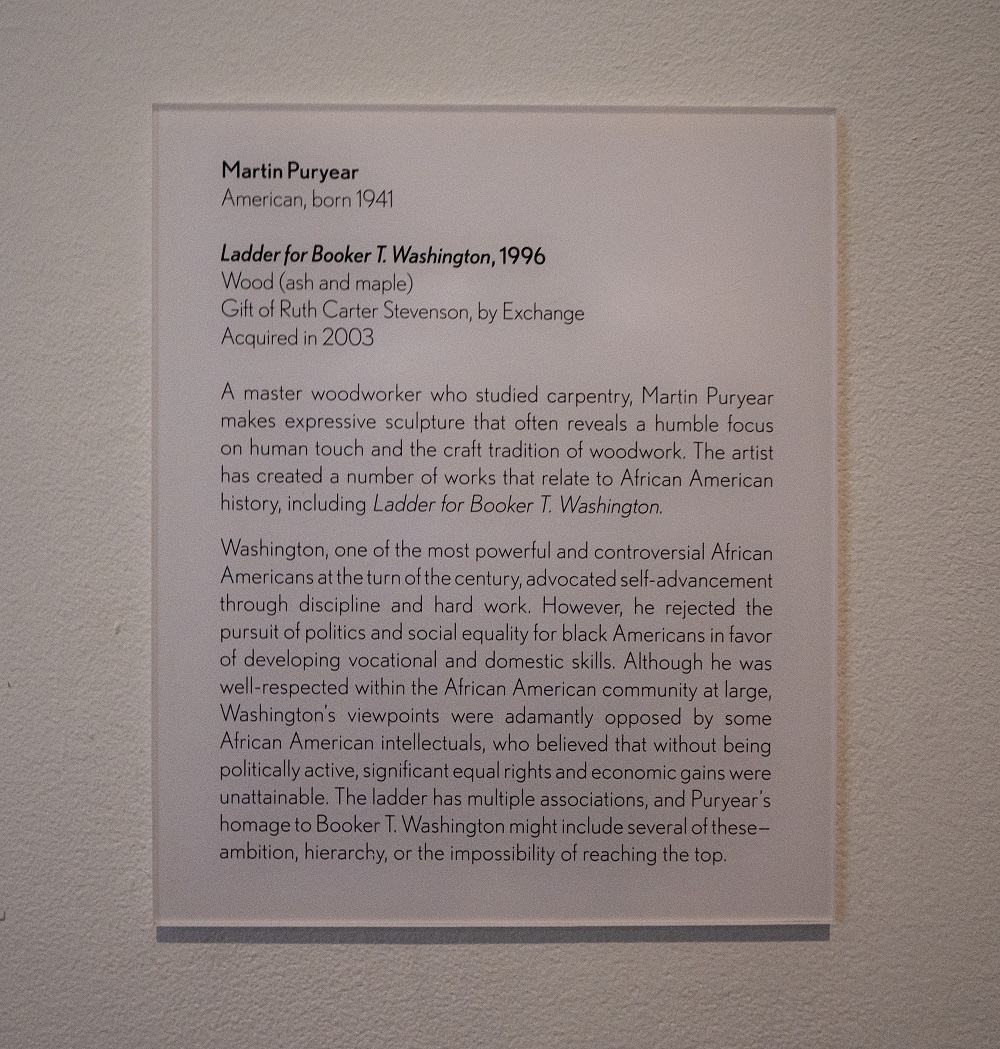 Martin Puryear
American, born 1941
Ladder for Booker T. Washington, 1996
Wood (ash and maple)
Gift of Ruth Carter Stevenson, by Exchange
Acquired in 2003
A master woodworker who studied carpentry, Martin Puryear
makes expressive sculpture that often reveals a humble focus
on human touch and the craft tradition of woodwork. The artist
has created a number of works that relate to African American
history, including Ladder for Booker T. Washington.
Washington, one of the most powerful and controversial African
Americans at the turn of the century, advocated self-advancement
through discipline and hard work. However, he rejected the
pursuit of politics and social equality for black Americans in favor
of developing vocational and domestic skills. Although he was
well-respected within the African American community at large,
Washington's viewpoints were adamantly opposed by some
African American intellectuals, who believed that without being
politically active, significant equal rights and economic gains were
unattainable. The ladder has multiple associations, and Puryear's
homage to Booker T. Washington might include several of these–
ambition, hierarchy, or the impossibility of reaching the top.